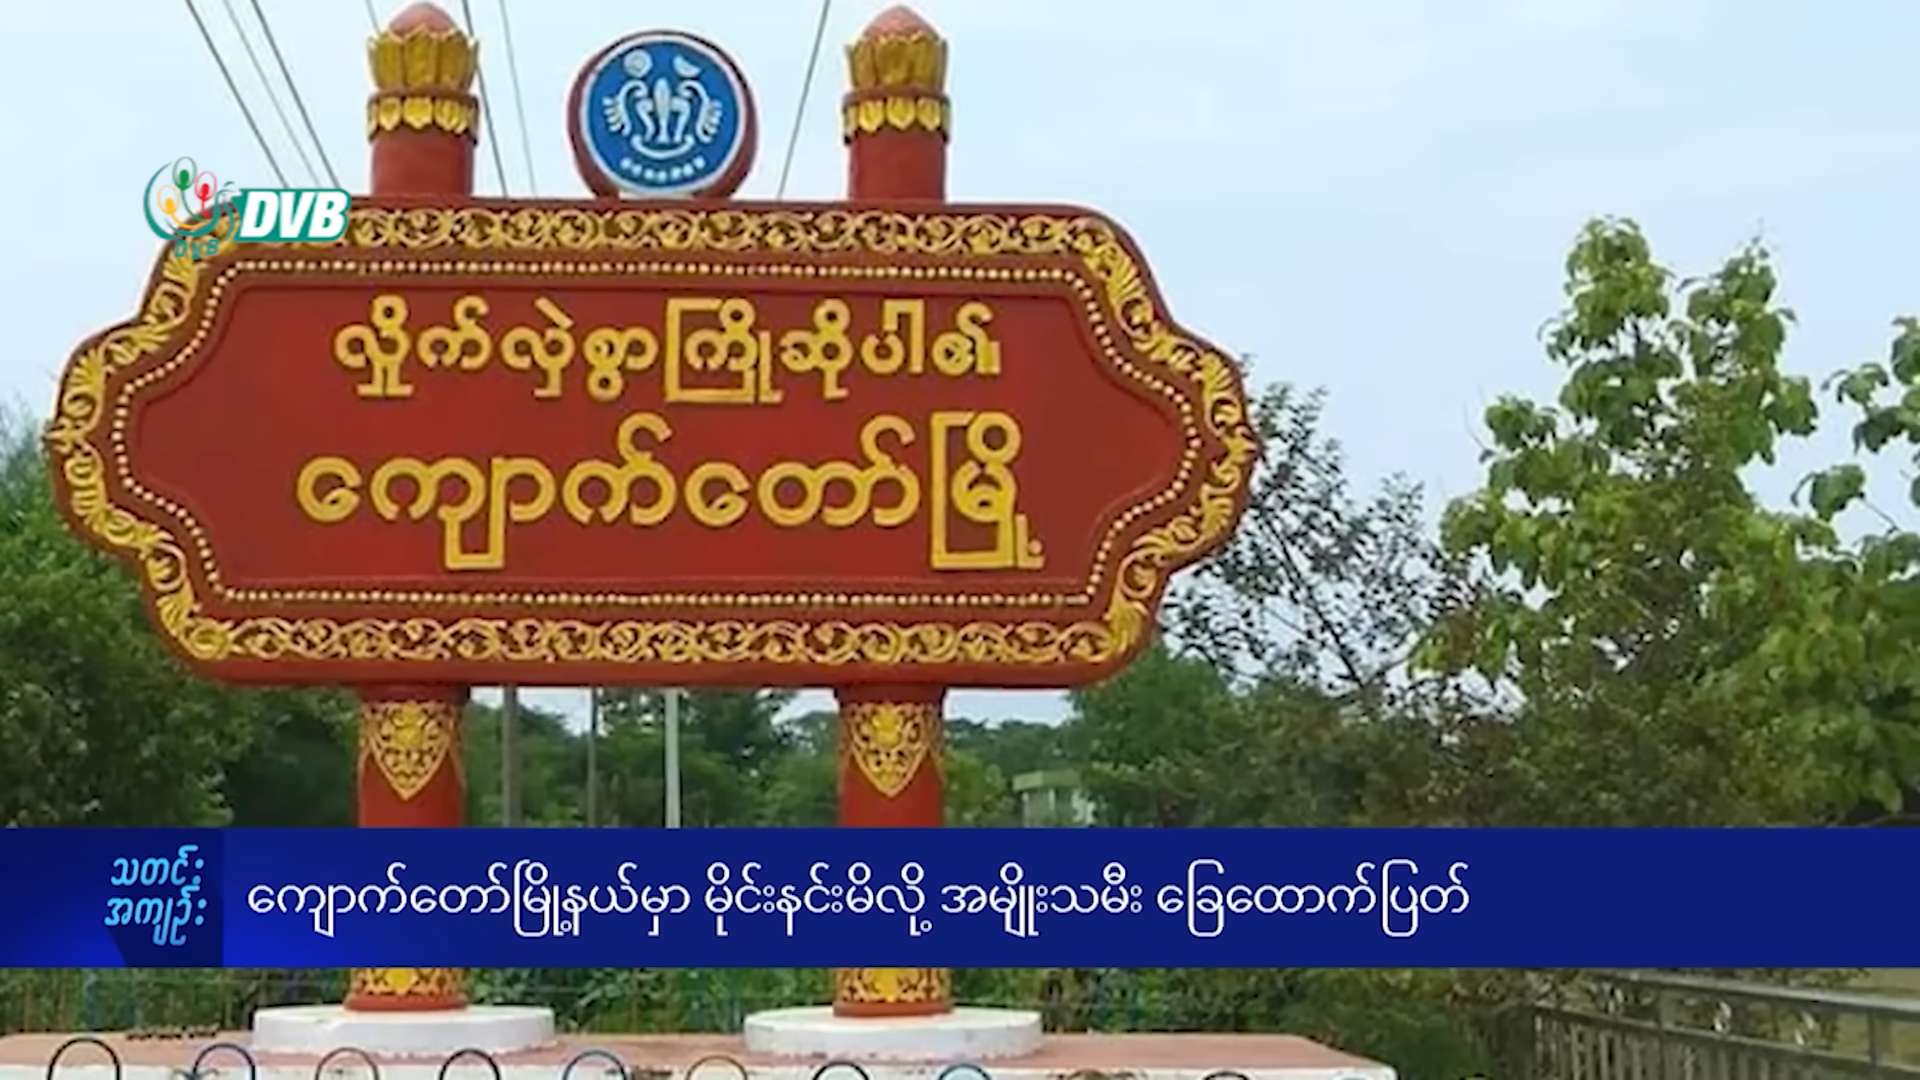 DVB
DVB
လှိုက်လှဲစွာကြိုဆိုပါ၏
ကျောက်တော်မြို့
သတင်း
အကျဉ်း
ကျောက်တော်မြို့နယ်မှာ မိုင်းနင်းမိလို့ အမျိုးသမီး ခြေထောက်ပြတ်